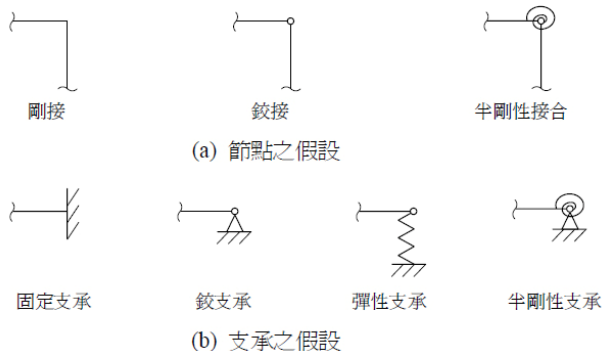 剛接 鉸接 半剛性接合
(a) 節點之假設
固定支承 鉸支承 彈性支承 半剛性支承
(b) 支承之假設